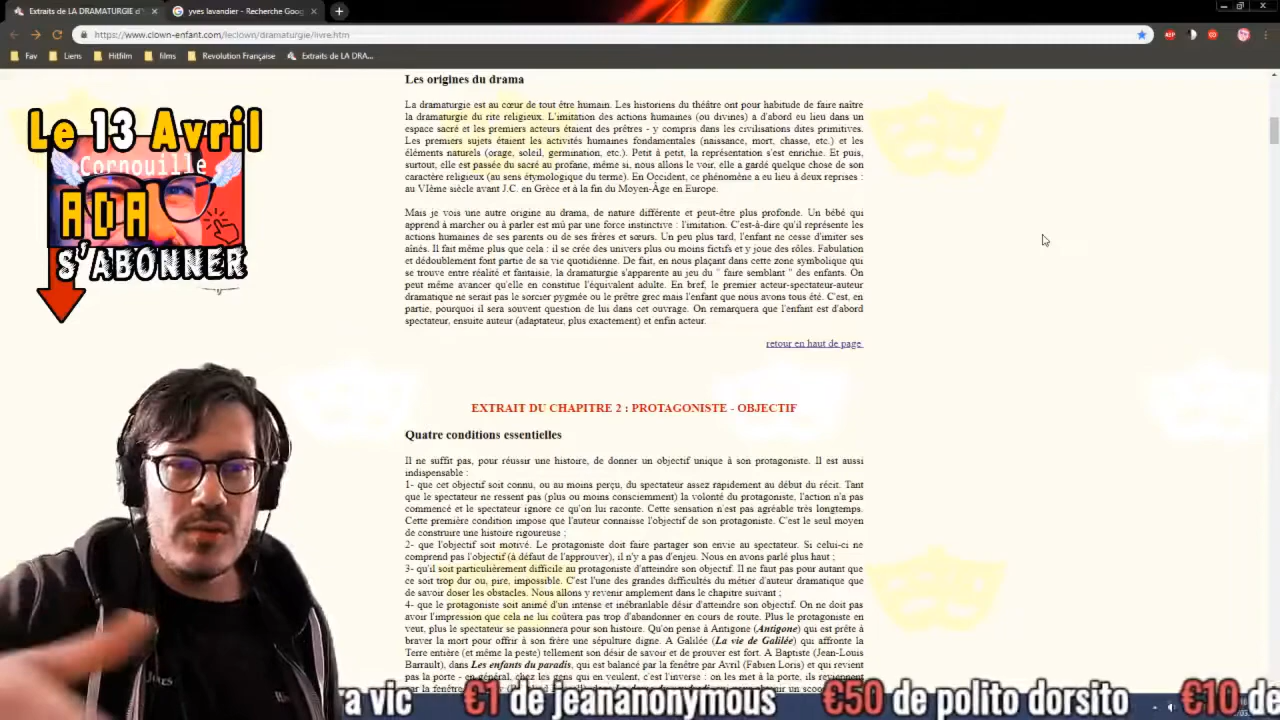 Extraits de LA DRAMATURGIE d'
yves lavandier - Recherche Goog
https://www.clown-enfant.com/leclown/dramaturgie/livre.htm
Fav
Liens
Hitfilm
films
Revolution Française
Extraits de LA DRA...
Le 13 Avril
Cornouille
ADA
S'ABONNER
Les origines du drama
La dramaturgie est au cœur de tout être humain. Les historiens du théâtre ont pour habitude de faire naître
la dramaturgie du rite religieux. L'imitation des actions humaines (ou divines) a d'abord eu lieu dans un
espace sacré et les premiers acteurs étaient des prêtres - y compris dans les civilisations dites primitives.
Les premiers sujets étaient les activités humaines fondamentales (naissance, mort, chasse, etc.) et les
éléments naturels (orage, soleil, germination, etc.). Petit à petit, la représentation s'est enrichie. Et puis,
surtout, elle est passée du sacré au profane, même si, nous allons le voir, elle a gardé quelque chose de son
caractère religieux (au sens étymologique du terme). En Occident, ce phénomène a eu lieu à deux reprises :
au VIème siècle avant J.C. en Grèce et à la fin du Moyen-Âge en Europe.
Mais je vois une autre origine au drama, de nature différente et peut-être plus profonde. Un bébé qui
apprend à marcher ou à parler est mû par une force instinctive : l'imitation. C'est-à-dire qu'il représente les
actions humaines de ses parents ou de ses frères et sœurs. Un peu plus tard, l'enfant ne cesse d'imiter ses
aînés. Il fait même plus que cela : il se crée des univers plus ou moins fictifs et y joue des rôles. Fabulation
et dédoublement font partie de sa vie quotidienne. De fait, en nous plaçant dans cette zone symbolique qui
se trouve entre réalité et fantaisie, la dramaturgie s'apparente au jeu du " faire semblant " des enfants. On
peut même avancer qu'elle en constitue l'équivalent adulte. En bref, le premier acteur-spectateur-auteur
dramatique ne serait pas le sorcier pygmée ou le prêtre grec mais l'enfant que nous avons tous été. C'est, en
partie, pourquoi il sera souvent question de lui dans cet ouvrage. On remarquera que l'enfant est d'abord
spectateur, ensuite auteur (adaptateur, plus exactement) et enfin acteur.
retour en haut de page
EXTRAIT DU CHAPITRE 2 : PROTAGONISTE - OBJECTIF
Quatre conditions essentielles
Il ne suffit pas, pour réussir une histoire, de donner un objectif unique à son protagoniste. Il est aussi
indispensable :
1- que cet objectif soit connu, ou au moins perçu, du spectateur assez rapidement au début du récit. Tant
que le spectateur ne ressent pas (plus ou moins consciemment) la volonté du protagoniste, l'action n'a pas
commencé et le spectateur ignore ce qu'on lui raconte. Cette sensation n'est pas agréable très longtemps.
Cette première condition impose que l'auteur connaisse l'objectif de son protagoniste. C'est le seul moyen
de construire une histoire rigoureuse ;
2- que l'objectif soit motivé. Le protagoniste doit faire partager son envie au spectateur. Si celui-ci ne
comprend pas l'objectif (à défaut de l'approuver), il n'y a pas d'enjeu. Nous en avons parlé plus haut ;
3- qu'il soit particulièrement difficile au protagoniste d'atteindre son objectif. Il ne faut pas pour autant que
ce soit trop dur ou, pire, impossible. C'est l'une des grandes difficultés du métier d'auteur dramatique que
de savoir doser les obstacles. Nous allons y revenir amplement dans le chapitre suivant ;
4- que le protagoniste soit animé d'un intense et inébranlable désir d'atteindre son objectif. On ne doit pas
avoir l'impression que cela ne lui coûtera pas trop d'abandonner en cours de route. Plus le protagoniste en
veut, plus le spectateur se passionnera pour son histoire. Qu'on pense à Antigone (Antigone) qui est prête à
braver la mort pour offrir à son frère une sépulture digne. A Galilée (La vie de Galilée) qui affronte la
Terre entière (et même la peste) tellement son désir de savoir et de prouver est fort. A Baptiste (Jean-Louis
Barrault), dans Les enfants du paradis, qui est balancé par la fenêtre par Avril (Fabien Loris) et qui revient
pas la porte - en général, chez les gens qui en veulent, c'est l'inverse : on les met à la porte, ils reviennent
par la fenêtre.
ra vic €1 de jeananonymous €50 de polito dorsito €10 de